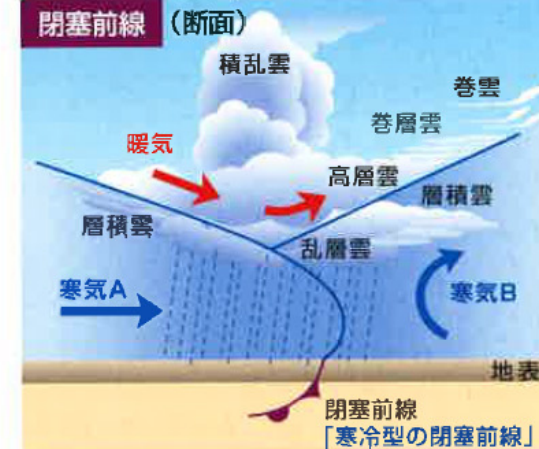 閉塞前線 (断面)
積乱雲
巻雲
巻層雲
暖気
高層雲
層積雲
層積雲
乱層雲
寒気A
寒気B
地表
閉塞前線
「寒冷型の閉塞前線」